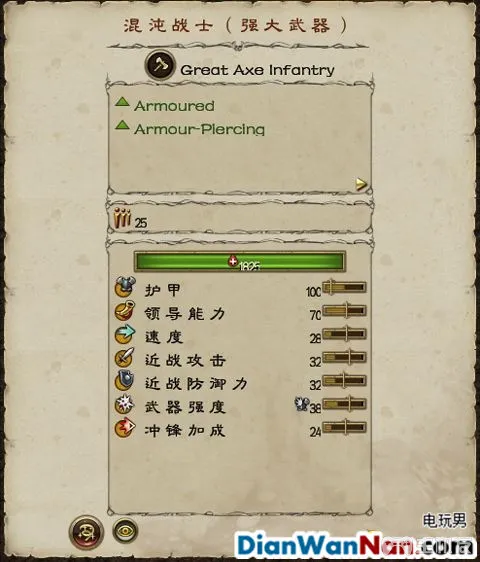 混沌战士（强大武器）
Great Axe Infantry
Armoured
Armour-Piercing
25
1825
护甲 100
领导能力 70
速度 28
近战攻击 32
近战防御力 32
武器强度 38
冲锋加成 24
电玩男
DianWanNan.com